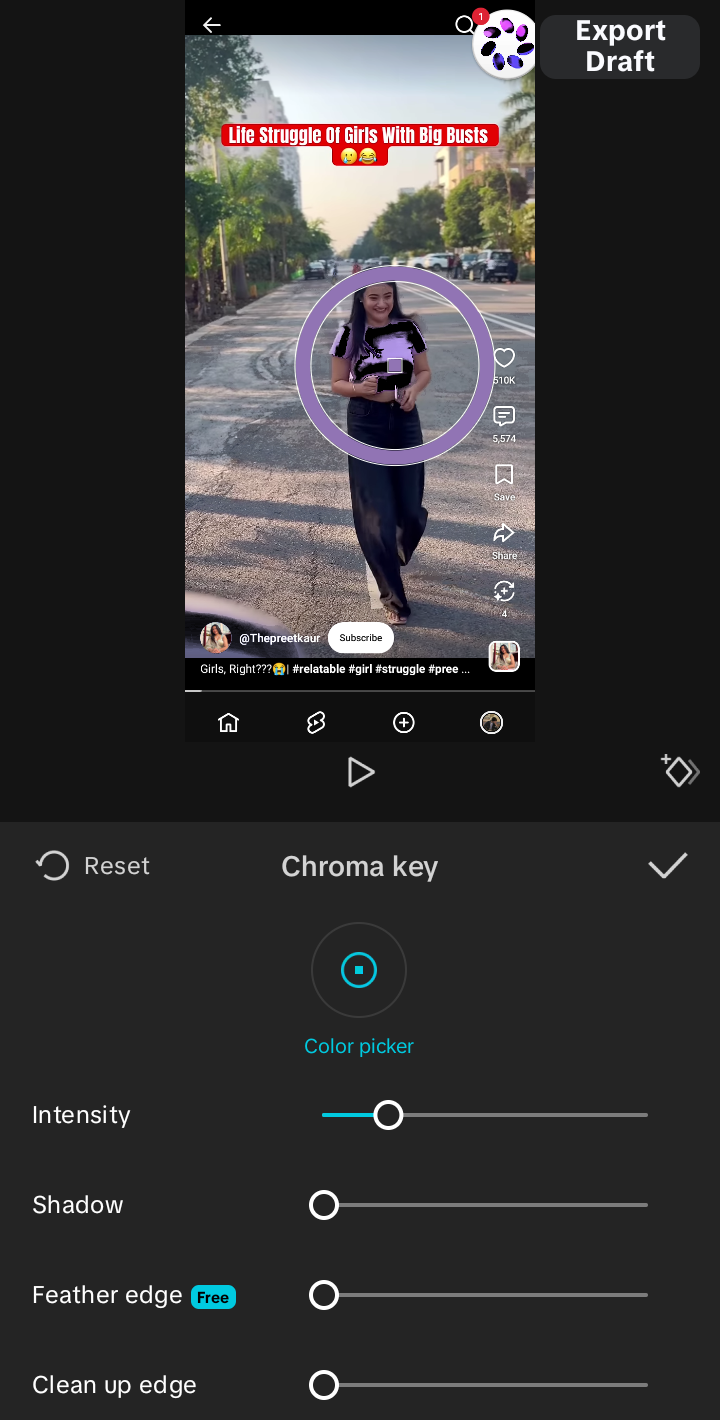 1
Export
Draft
Life Struggle Of Girls With Big Busts
🥲😂
510K
5,574
Save
Share
4
@Thepreetkaur
Subscribe
Girls, Right???😭| #relatable #girl #struggle #pree ...
Reset
Chroma key
Color picker
Intensity
Shadow
Feather edge Free
Clean up edge